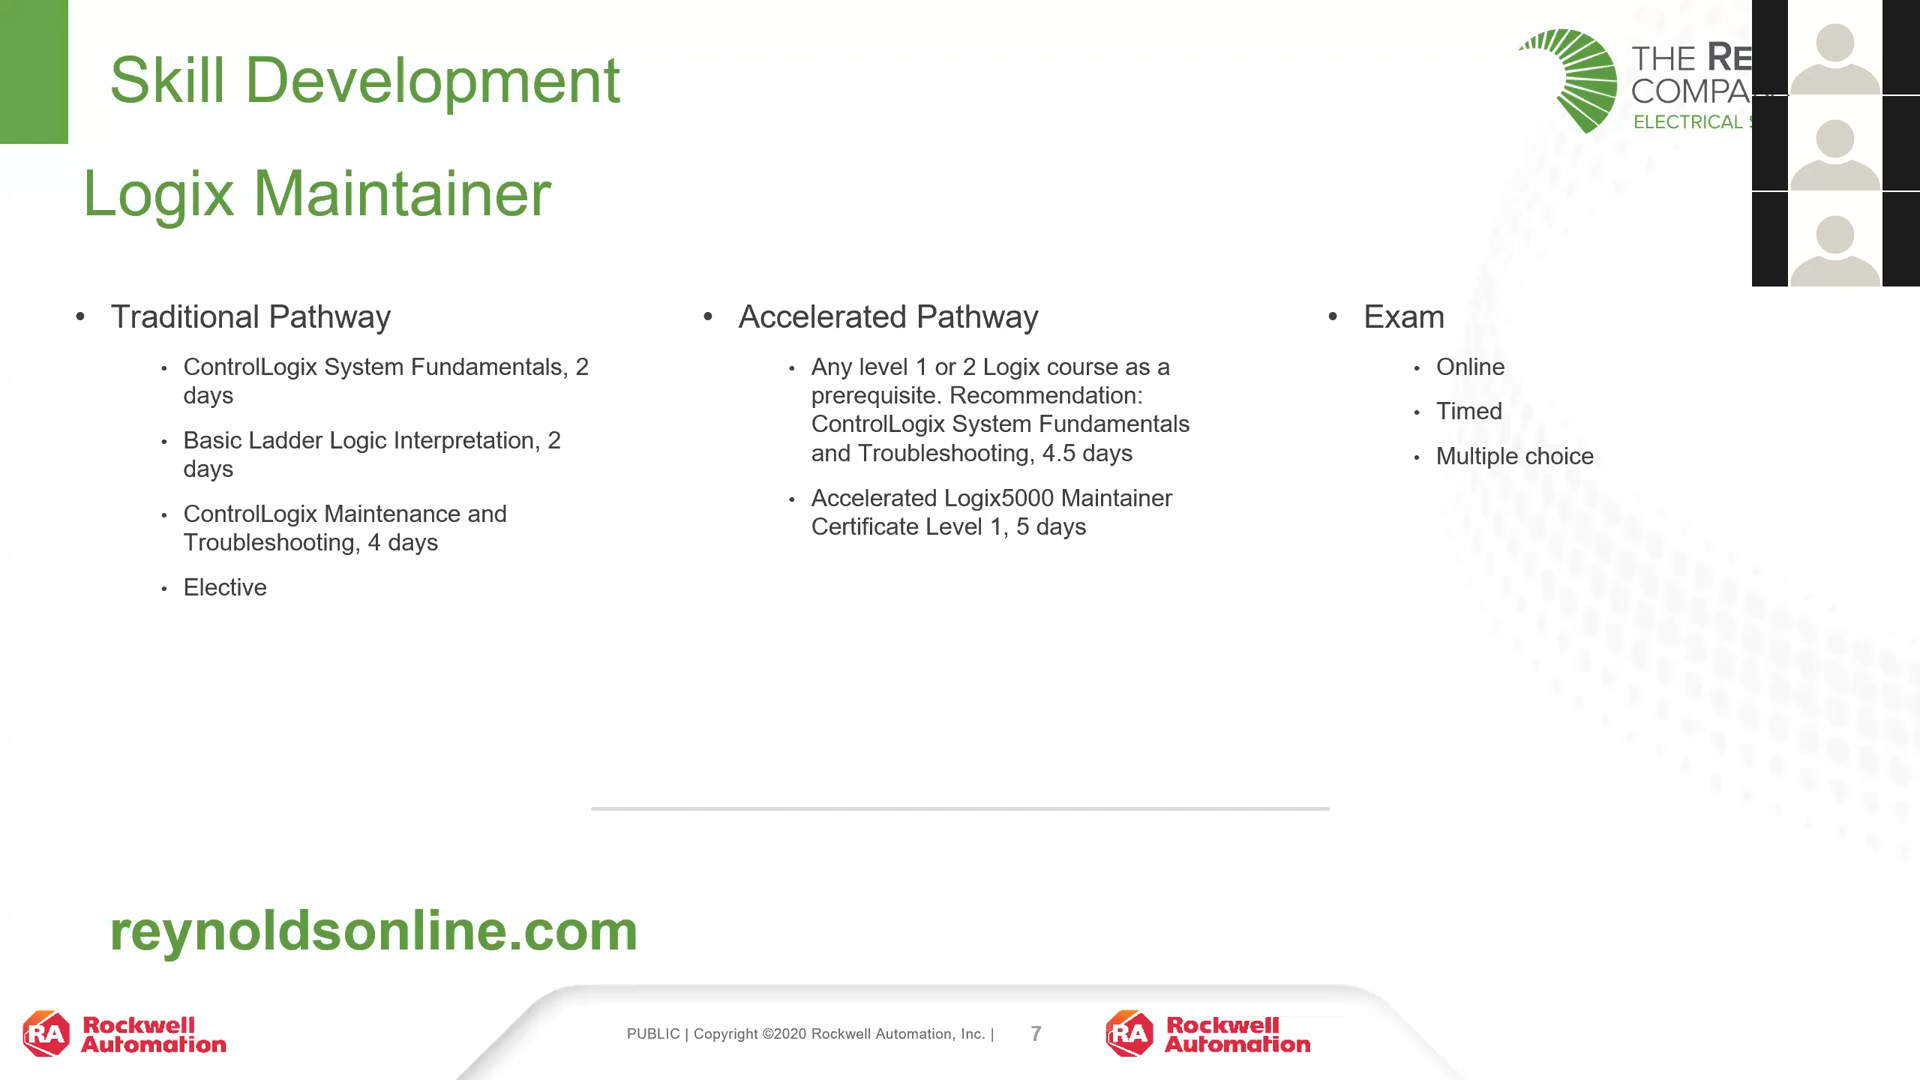 Skill Development
THE
COMPA
ELECTRICAL
Logix Maintainer
• Traditional Pathway
• ControlLogix System Fundamentals, 2
days
• Basic Ladder Logic Interpretation, 2
days
• ControlLogix Maintenance and
Troubleshooting, 4 days
• Elective
• Accelerated Pathway
• Any level 1 or 2 Logix course as a
prerequisite. Recommendation:
ControlLogix System Fundamentals
and Troubleshooting, 4.5 days
• Accelerated Logix5000 Maintainer
Certificate Level 1, 5 days
• Exam
• Online
• Timed
• Multiple choice
reynoldsonline.com
RA Rockwell
Automation
PUBLIC | Copyright ©2020 Rockwell Automation, Inc. | 7
RA Rockwell
Automation